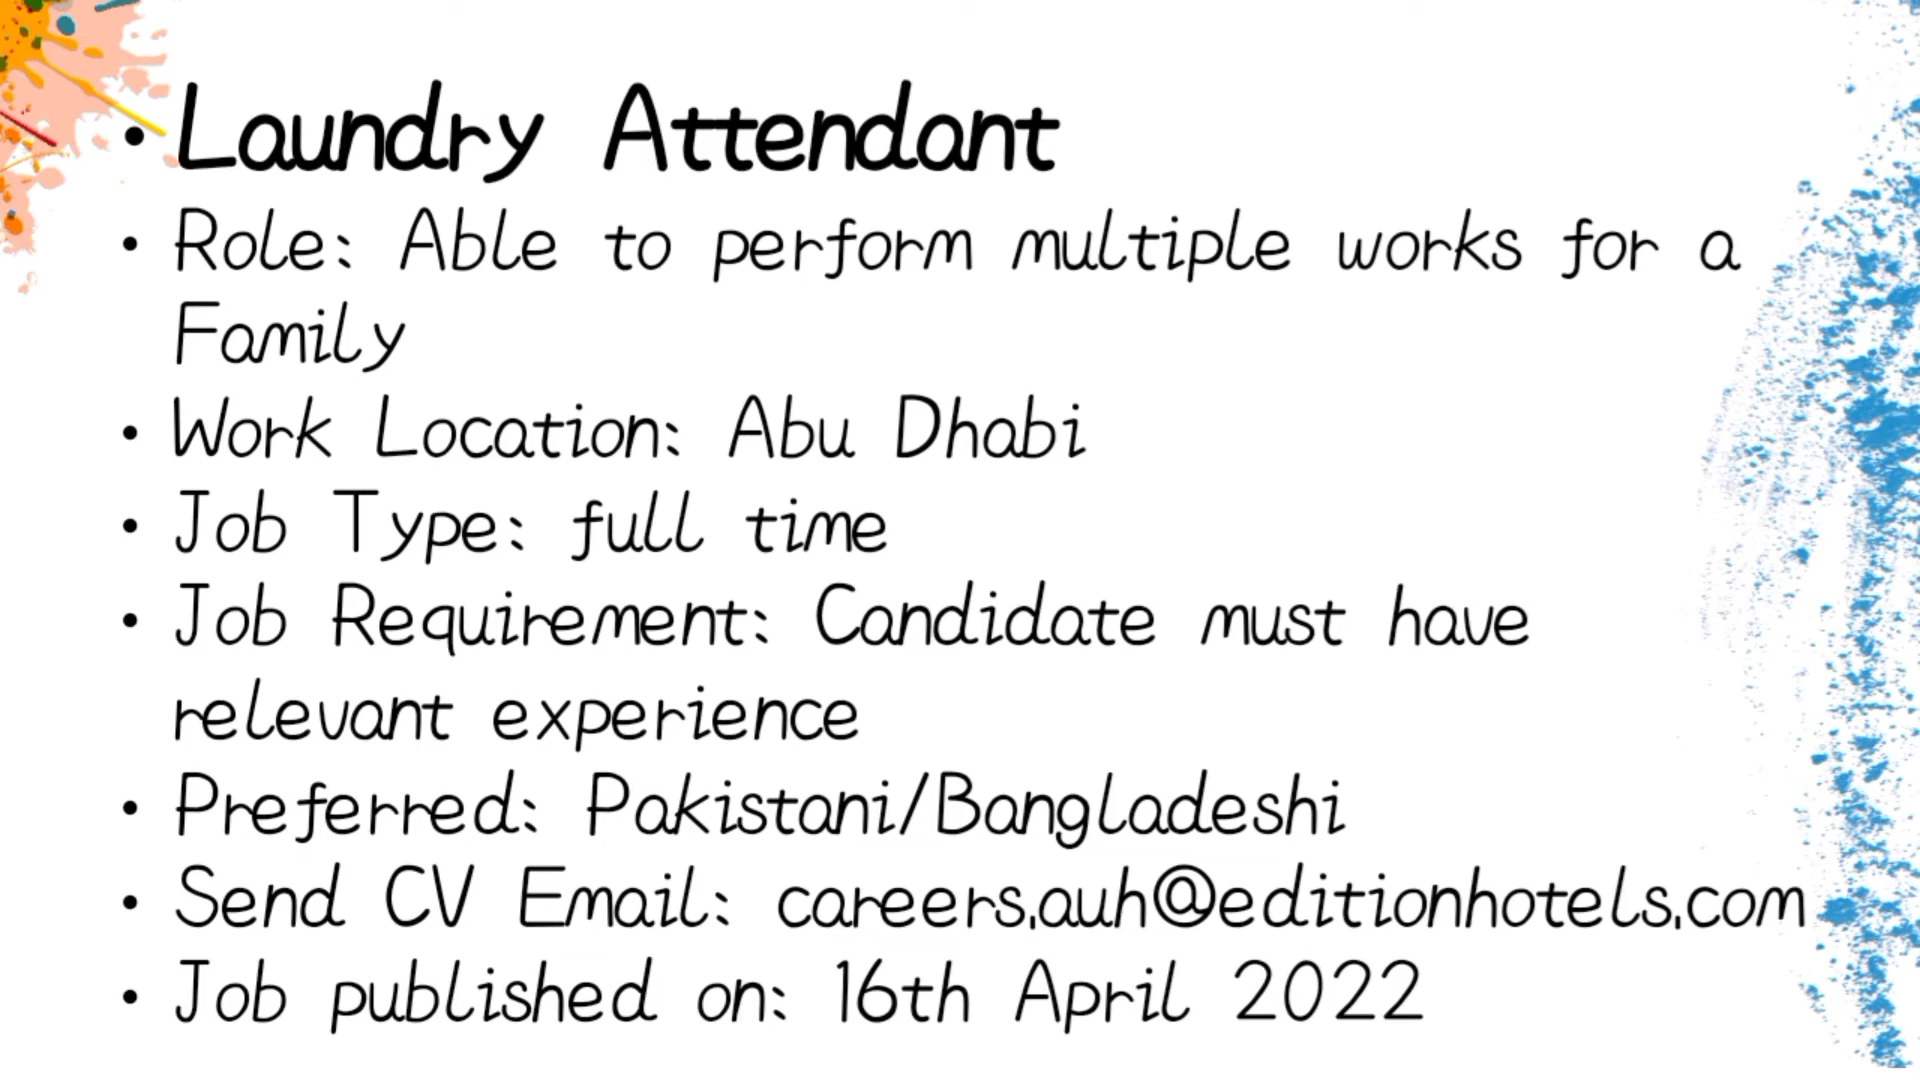 • Laundry Attendant
• Role: Able to perform multiple works for a
Family
• Work Location: Abu Dhabi
• Job Type: full time
• Job Requirement: Candidate must have
relevant experience
• Preferred: Pakistani/Bangladeshi
• Send CV Email: careers.auh@editionhotels.com
• Job published on: 16th April 2022